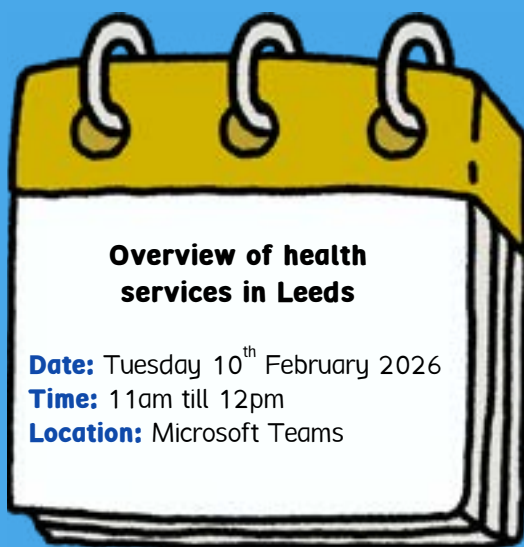 Overview of health
services in Leeds
Date: Tuesday 10th February 2026
Time: 11am till 12pm
Location: Microsoft Teams